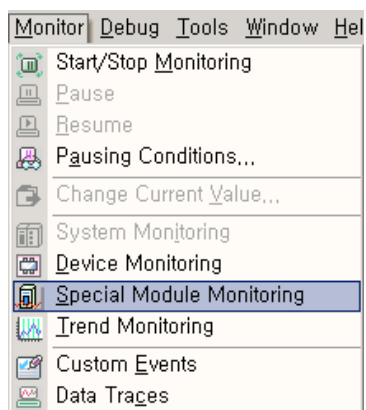 Monitor Debug Tools Window Hel
Start/Stop Monitoring
Pause
Resume
Pausing Conditions...
Change Current Value...
System Monitoring
Device Monitoring
Special Module Monitoring
Trend Monitoring
Custom Events
Data Traces